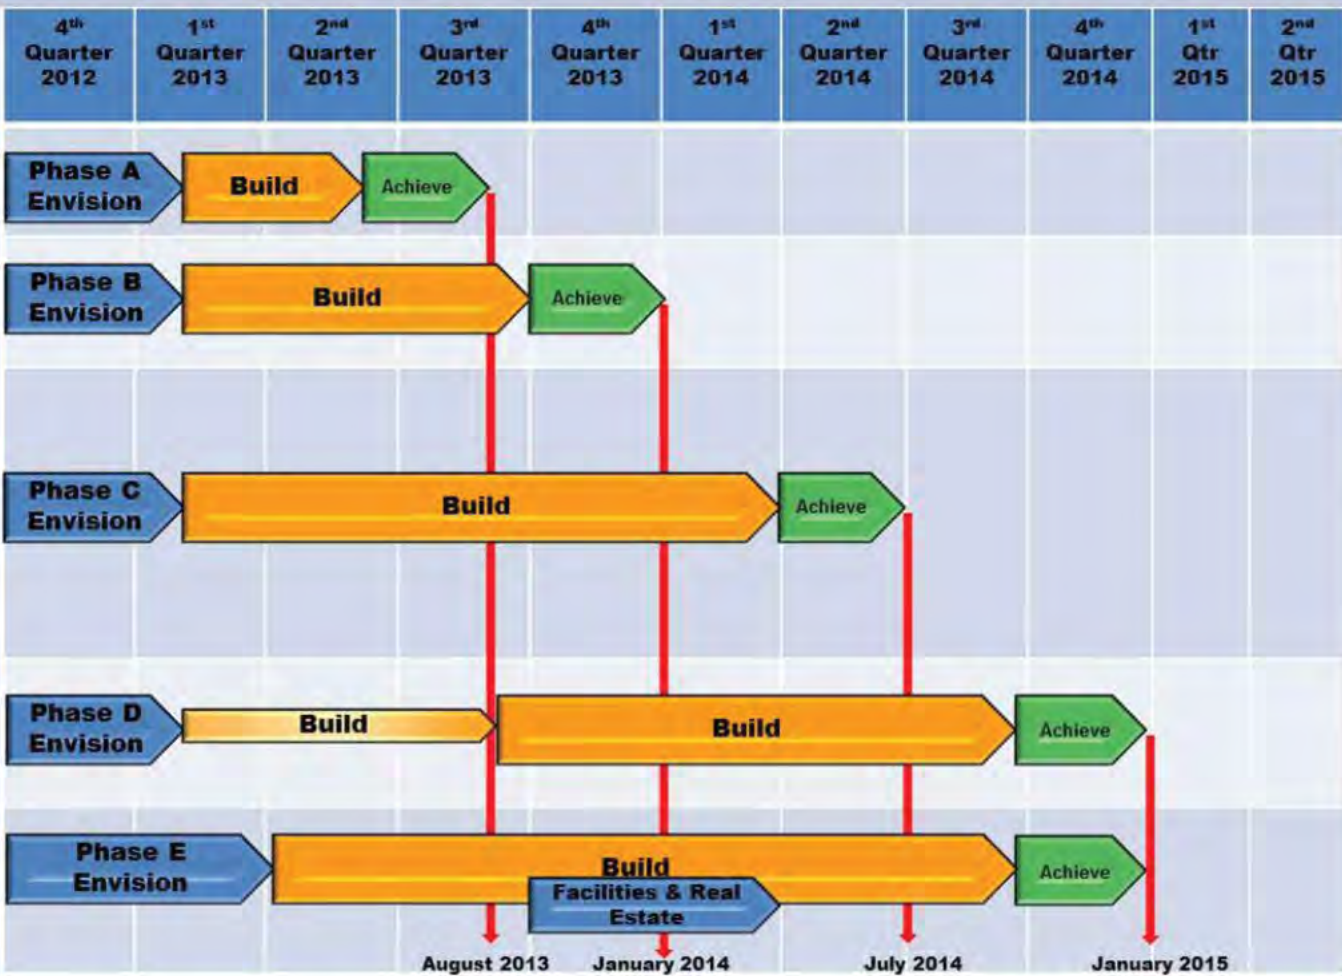 4th
Quarter
2012
1st
Quarter
2013
2nd
Quarter
2013
3rd
Quarter
2013
4th
Quarter
2013
1st
Quarter
2014
2nd
Quarter
2014
3rd
Quarter
2014
4th
Quarter
2014
1st
Qtr
2015
2nd
Qtr
2015
Phase A
Envision
Build
Achieve
Phase B
Envision
Build
Achieve
Phase C
Envision
Build
Achieve
Phase D
Envision
Build
Build
Achieve
Phase E
Envision
Build
Achieve
Facilities & Real
Estate
August 2013
January 2014
July 2014
January 2015